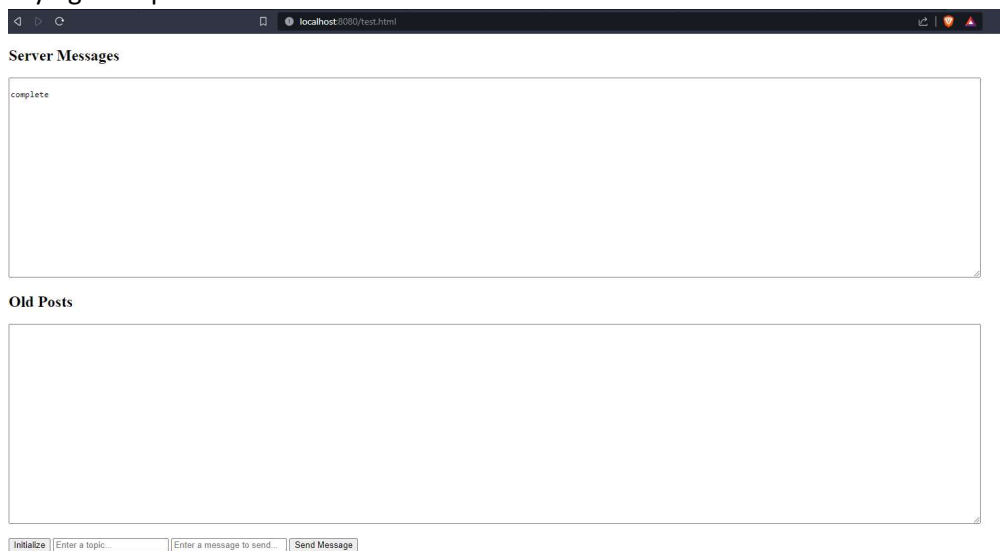 localhost:8080/test.html
Server Messages
complete
Old Posts
Initialize Enter a topic... Enter a message to send... Send Message